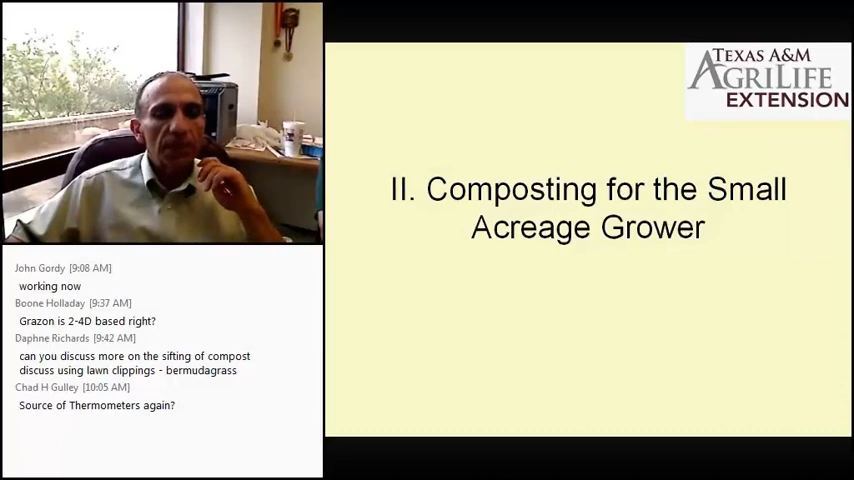 TEXAS A&M
AGRILIFE
EXTENSION
II. Composting for the Small
Acreage Grower
John Gordy [9:08 AM]
working now
Boone Holladay [9:37 AM]
Grazon is 2-4D based right?
Daphne Richards [9:42 AM]
can you discuss more on the sifting of compost
discuss using lawn clippings - bermudagrass
Chad H Gulley [10:05 AM]
Source of Thermometers again?